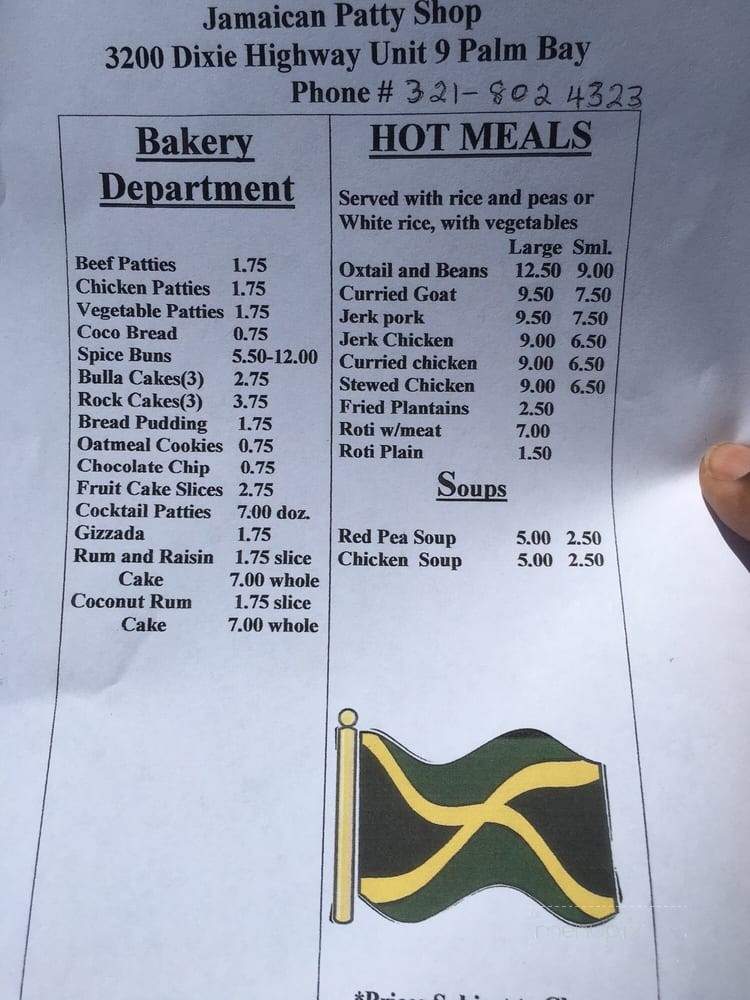 Jamaican Patty Shop
3200 Dixie Highway Unit 9 Palm Bay
Phone # 321-802 4323
Bakery
Department
Beef Patties 1.75
Chicken Patties 1.75
Vegetable Patties 1.75
Coco Bread 0.75
Spice Buns 5.50-12.00
Bulla Cakes(3) 2.75
Rock Cakes(3) 3.75
Bread Pudding 1.75
Oatmeal Cookies 0.75
Chocolate Chip 0.75
Fruit Cake Slices 2.75
Cocktail Patties 7.00 doz.
Gizzada 1.75
Rum and Raisin 1.75 slice
Cake 7.00 whole
Coconut Rum 1.75 slice
Cake 7.00 whole
HOT MEALS
Served with rice and peas or
White rice, with vegetables
Large Sml.
Oxtail and Beans 12.50 9.00
Curried Goat 9.50 7.50
Jerk pork 9.50 7.50
Jerk Chicken 9.00 6.50
Curried chicken 9.00 6.50
Stewed Chicken 9.00 6.50
Fried Plantains 2.50
Roti w/meat 7.00
Roti Plain 1.50
Soups
Red Pea Soup 5.00 2.50
Chicken Soup 5.00 2.50